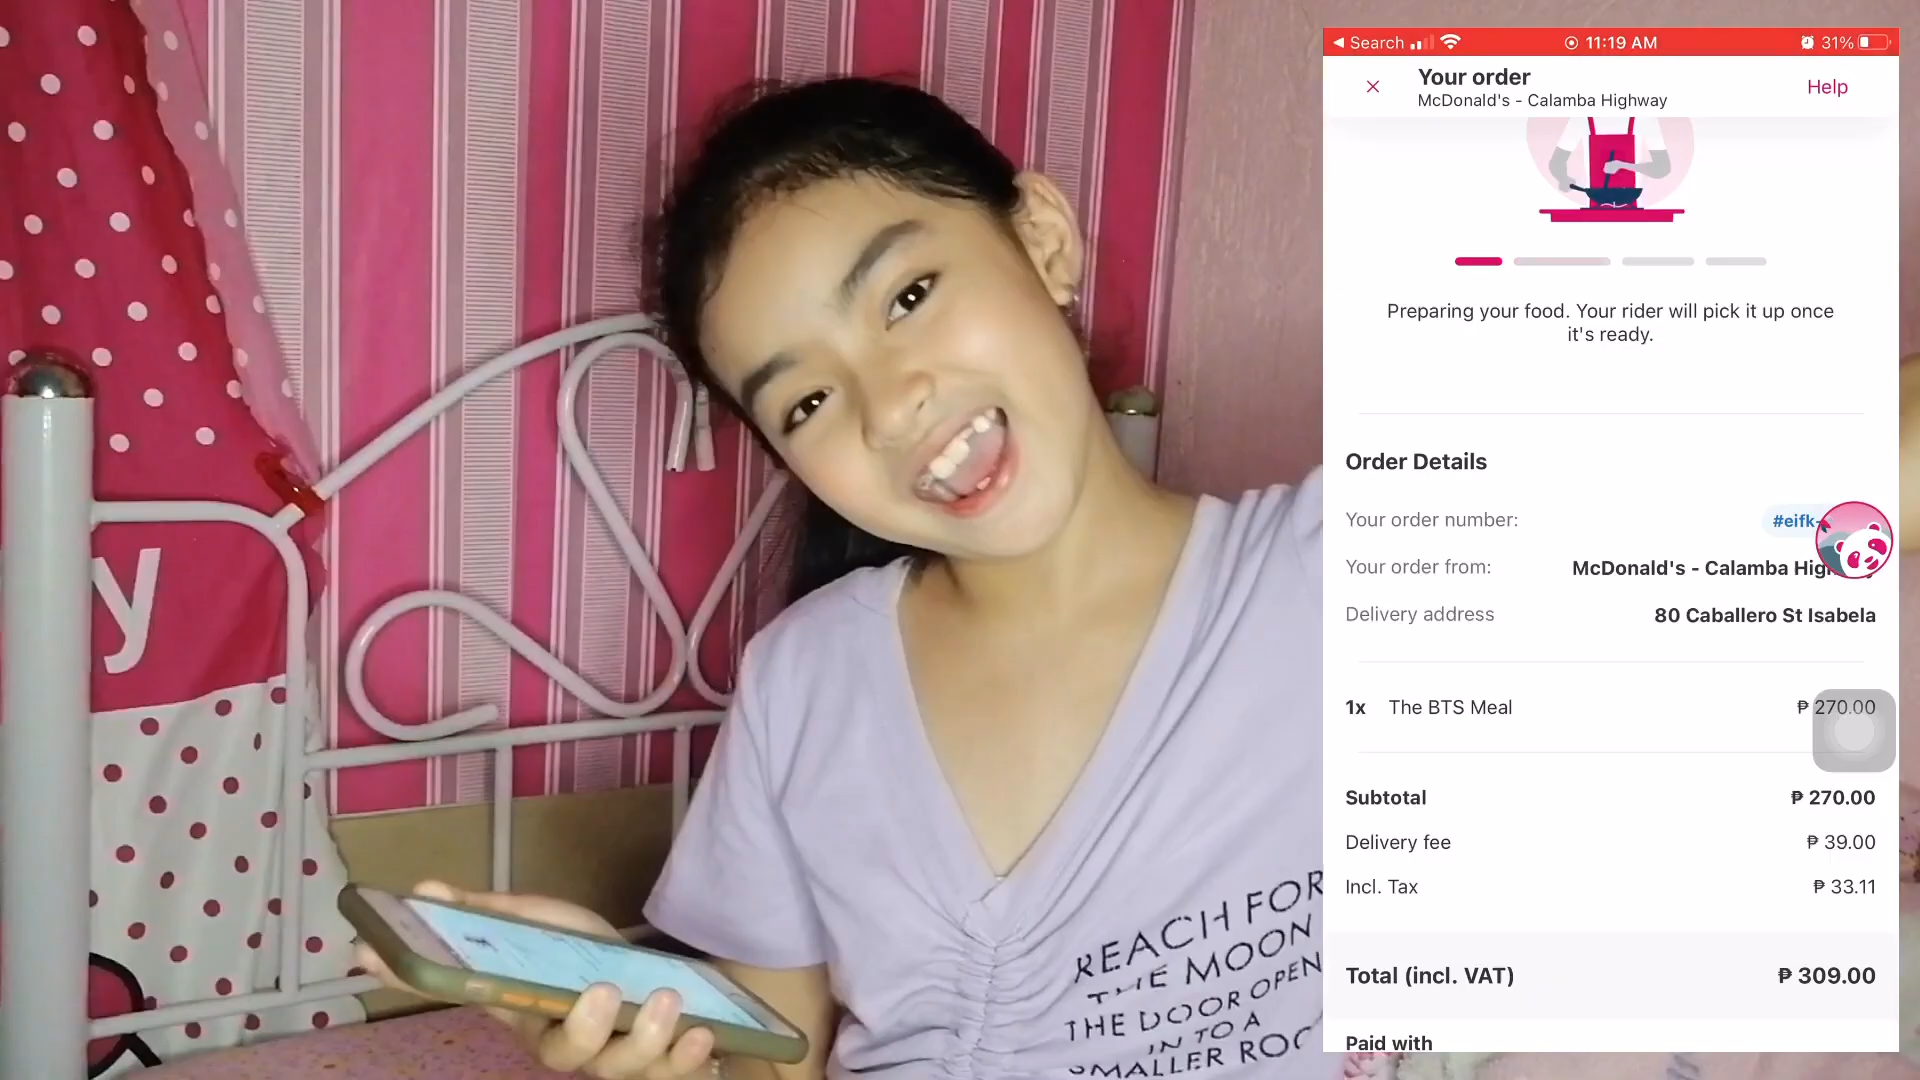 Search
11:19 AM
31%
Your order
McDonald's - Calamba Highway
Help
Preparing your food. Your rider will pick it up once
it's ready.
Order Details
Your order number: #eifk-
Your order from: McDonald's - Calamba Hig
Delivery address 80 Caballero St Isabela
1x The BTS Meal ₱ 270.00
Subtotal ₱ 270.00
Delivery fee ₱ 39.00
Incl. Tax ₱ 33.11
Total (incl. VAT) ₱ 309.00
Paid with
y
REACH FOR
THE MOON
THE DOOR OPEN
IN TO A
SMALLER ROO